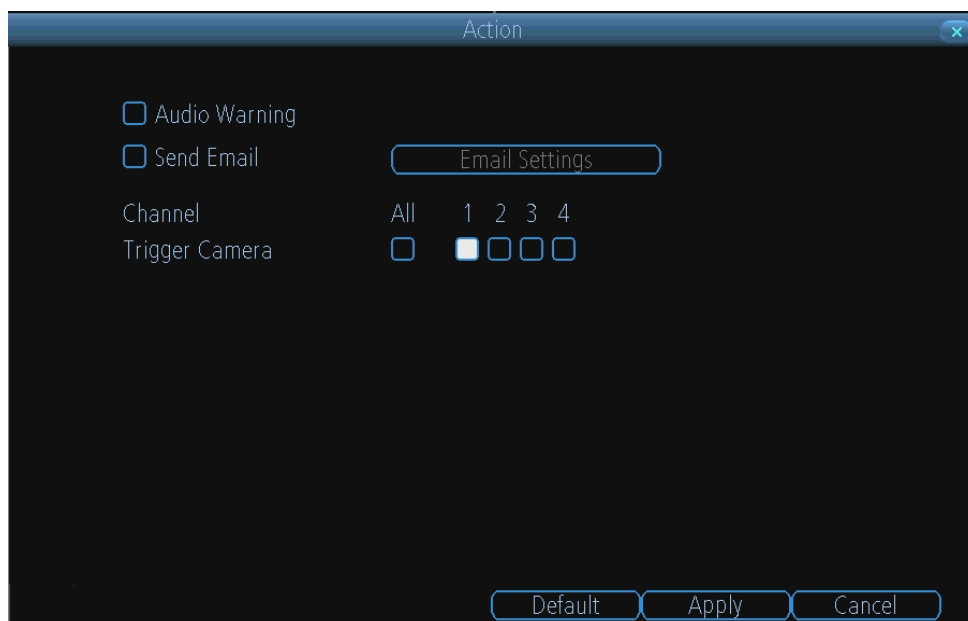 Action
Audio Warning
Send Email Email Settings
Channel All 1 2 3 4
Trigger Camera
Default Apply Cancel